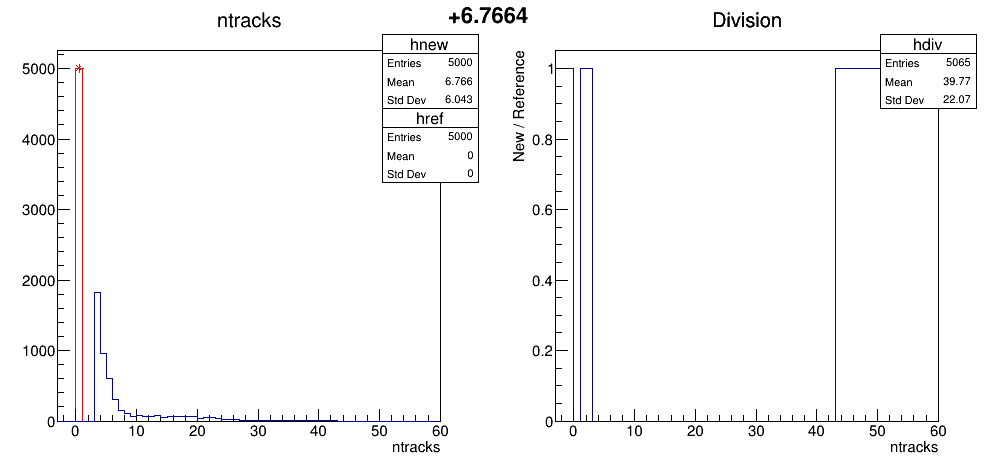 +6.7664
ntracks
hnew
Entries 5000
Mean 6.766
Std Dev 6.043
href
Entries 5000
Mean 0
Std Dev 0
5000
4000
3000
2000
1000
0
0 10 20 30 40 50 60
ntracks
Division
hdiv
Entries 5065
Mean 39.77
Std Dev 22.07
New / Reference
1
0.8
0.6
0.4
0.2
0
0 10 20 30 40 50 60
ntracks